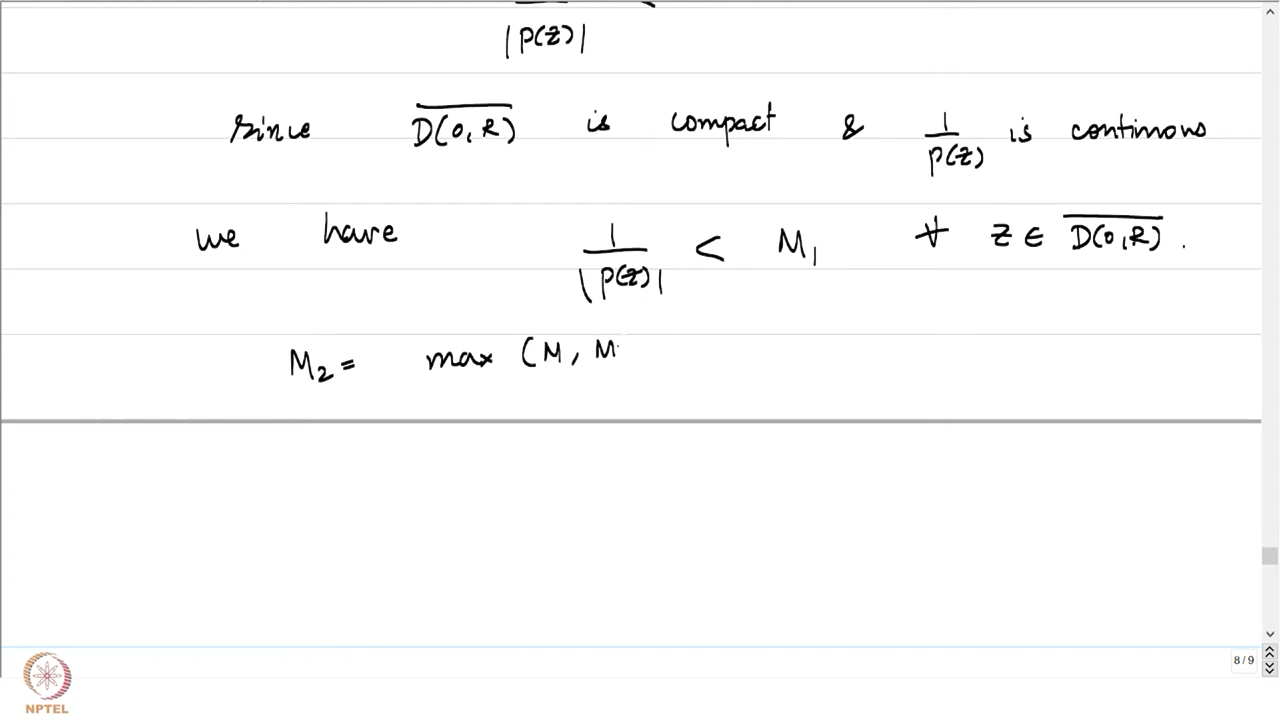 |P(z)|
since D(0,R) is compact & 1/P(z) is continous
we have 1/|P(z)| < M₁ ∀ z ∈ D(0,R).
M₂ = max (M, M
8 / 9
NPTEL